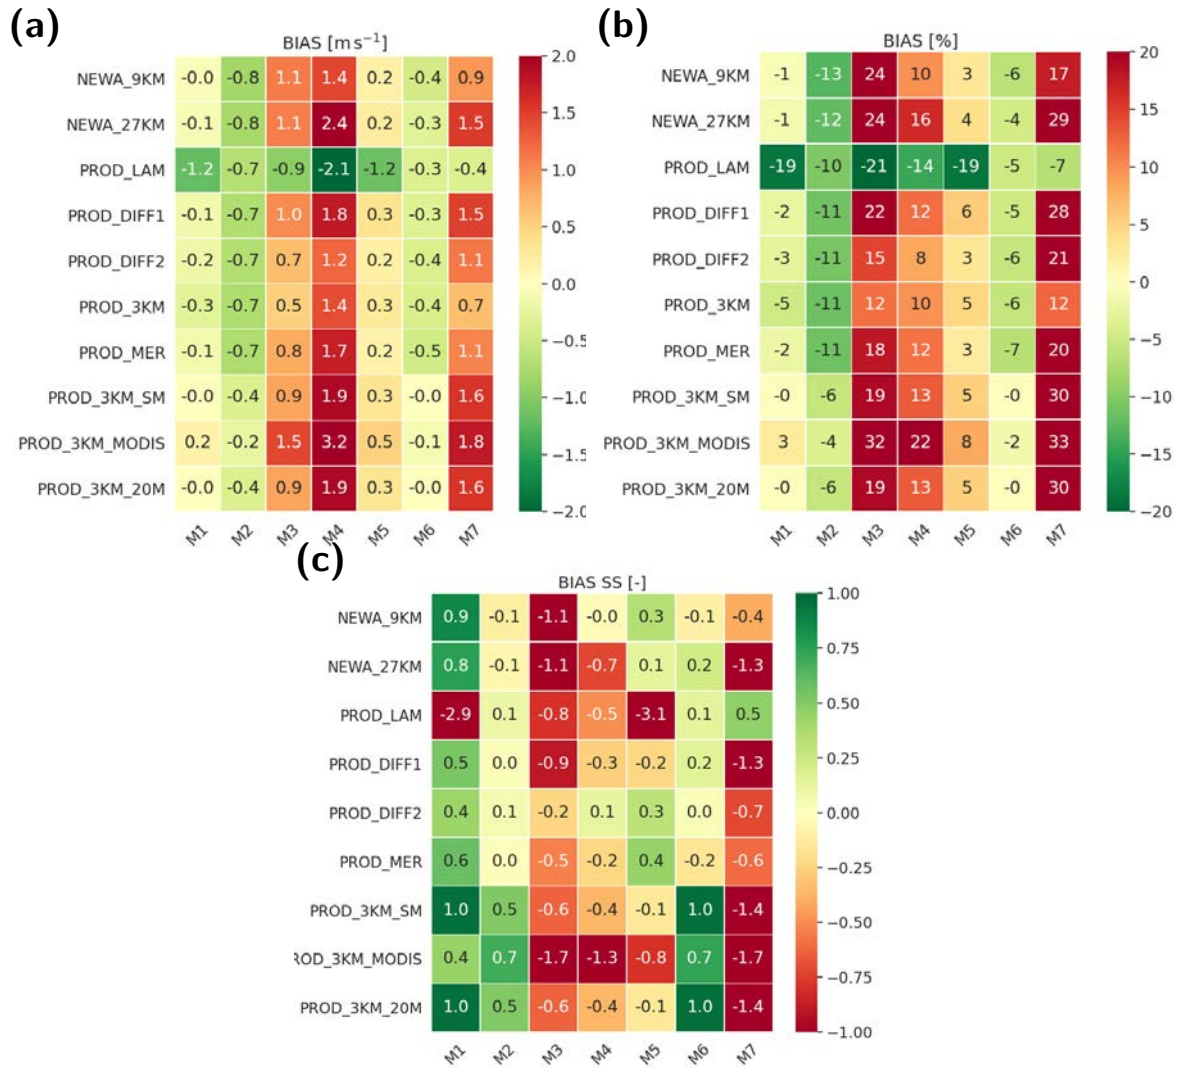 (a)
BIAS [m s⁻¹]
NEWA_9KM -0.0 -0.8 1.1 1.4 0.2 -0.4 0.9
NEWA_27KM -0.1 -0.8 1.1 2.4 0.2 -0.3 1.5
PROD_LAM -1.2 -0.7 -0.9 -2.1 -1.2 -0.3 -0.4
PROD_DIFF1 -0.1 -0.7 1.0 1.8 0.3 -0.3 1.5
PROD_DIFF2 -0.2 -0.7 0.7 1.2 0.2 -0.4 1.1
PROD_3KM -0.3 -0.7 0.5 1.4 0.3 -0.4 0.7
PROD_MER -0.1 -0.7 0.8 1.7 0.2 -0.5 1.1
PROD_3KM_SM -0.0 -0.4 0.9 1.9 0.3 -0.0 1.6
PROD_3KM_MODIS 0.2 -0.2 1.5 3.2 0.5 -0.1 1.8
PROD_3KM_20M -0.0 -0.4 0.9 1.9 0.3 -0.0 1.6
M1 M2 M3 M4 M5 M6 M7
2.0
1.5
1.0
0.5
0.0
−0.5
−1.0
−1.5
−2.0
(b)
BIAS [%]
NEWA_9KM -1 -13 24 10 3 -6 17
NEWA_27KM -1 -12 24 16 4 -4 29
PROD_LAM -19 -10 -21 -14 -19 -5 -7
PROD_DIFF1 -2 -11 22 12 6 -5 28
PROD_DIFF2 -3 -11 15 8 3 -6 21
PROD_3KM -5 -11 12 10 5 -6 12
PROD_MER -2 -11 18 12 3 -7 20
PROD_3KM_SM -0 -6 19 13 5 -0 30
PROD_3KM_MODIS 3 -4 32 22 8 -2 33
PROD_3KM_20M -0 -6 19 13 5 -0 30
M1 M2 M3 M4 M5 M6 M7
20
15
10
5
0
−5
−10
−15
−20
(c)
BIAS SS [-]
NEWA_9KM 0.9 -0.1 -1.1 -0.0 0.3 -0.1 -0.4
NEWA_27KM 0.8 -0.1 -1.1 -0.7 0.1 0.2 -1.3
PROD_LAM -2.9 0.1 -0.8 -0.5 -3.1 0.1 0.5
PROD_DIFF1 0.5 0.0 -0.9 -0.3 -0.2 0.2 -1.3
PROD_DIFF2 0.4 0.1 -0.2 0.1 0.3 0.0 -0.7
PROD_MER 0.6 0.0 -0.5 -0.2 0.4 -0.2 -0.6
PROD_3KM_SM 1.0 0.5 -0.6 -0.4 -0.1 1.0 -1.4
ROD_3KM_MODIS 0.4 0.7 -1.7 -1.3 -0.8 0.7 -1.7
PROD_3KM_20M 1.0 0.5 -0.6 -0.4 -0.1 1.0 -1.4
M1 M2 M3 M4 M5 M6 M7
1.00
0.75
0.50
0.25
0.00
−0.25
−0.50
−0.75
−1.00